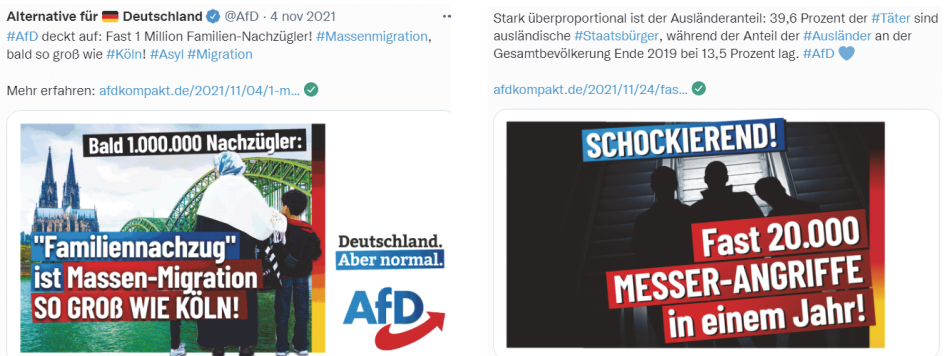 Alternative für Deutschland @AfD · 4 nov 2021
#AfD deckt auf: Fast 1 Million Familien-Nachzügler! #Massenmigration,
bald so groß wie #Köln! #Asyl #Migration
Mehr erfahren: afdkompakt.de/2021/11/04/1-m...
Bald 1.000.000 Nachzügler:
"Familiennachzug"
ist Massen-Migration
SO GROẞ WIE KÖLN!
Deutschland.
Aber normal.
AfD
Stark überproportional ist der Ausländeranteil: 39,6 Prozent der #Täter sind
ausländische #Staatsbürger, während der Anteil der #Ausländer an der
Gesamtbevölkerung Ende 2019 bei 13,5 Prozent lag. #AfD 💙
afdkompakt.de/2021/11/24/fas...
SCHOCKIEREND!
Fast 20.000
MESSER-ANGRIFFE
in einem Jahr!